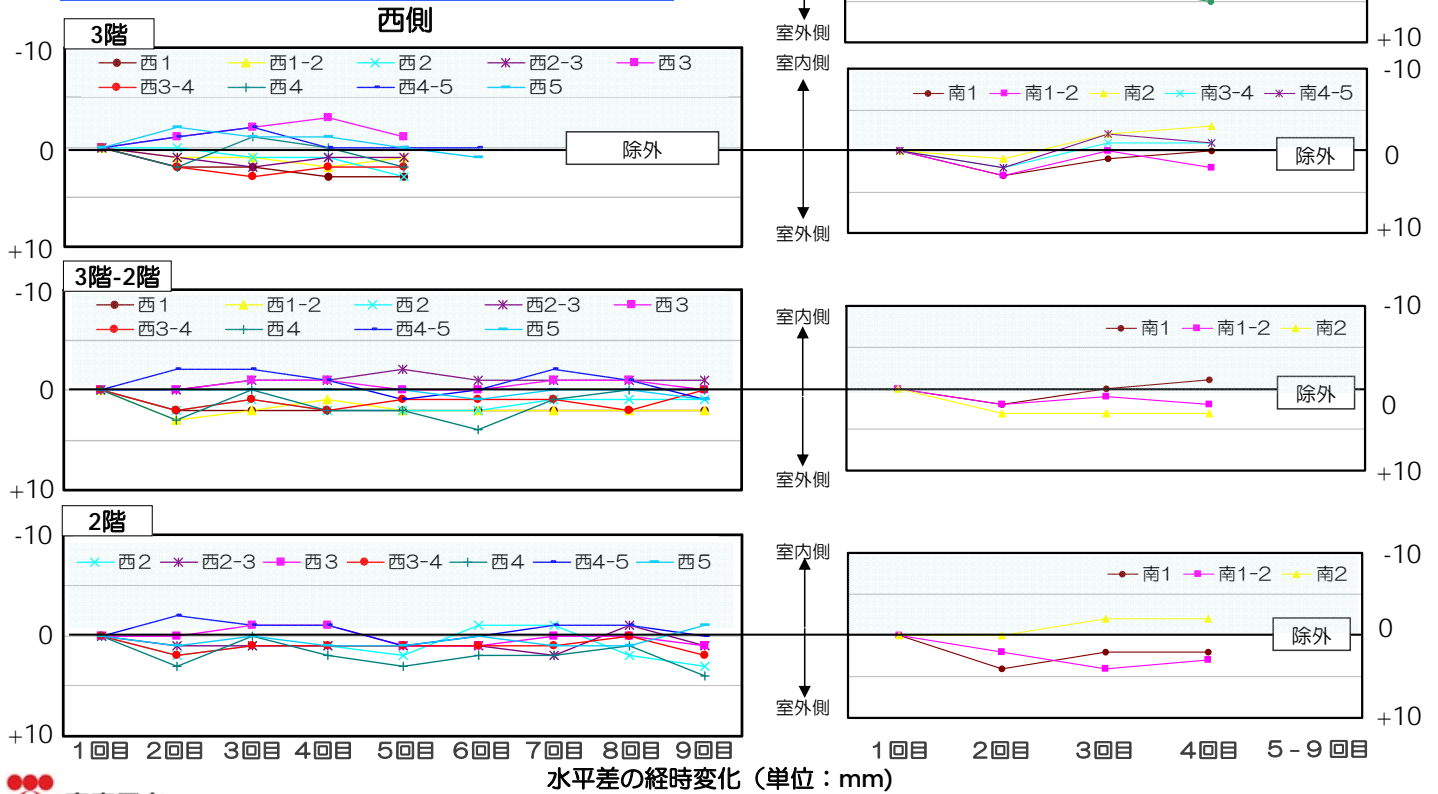 西側
3階
-10
西1 西1-2 西2 西2-3 西3
西3-4 西4 西4-5 西5
0
除外
+10
室外側
+10
室内側
-10
南1 南1-2 南2 南3-4 南4-5
除外
0
室外側
+10
3階-2階
-10
西1 西1-2 西2 西2-3 西3
西3-4 西4 西4-5 西5
0
+10
室内側
-10
南1 南1-2 南2
除外
0
室外側
+10
2階
-10
西2 西2-3 西3 西3-4 西4 西4-5 西5
0
+10
室内側
-10
南1 南1-2 南2
除外
0
室外側
+10
1回目 2回目 3回目 4回目 5回目 6回目 7回目 8回目 9回目
1回目 2回目 3回目 4回目 5-9回目
水平差の経時変化（単位：mm）